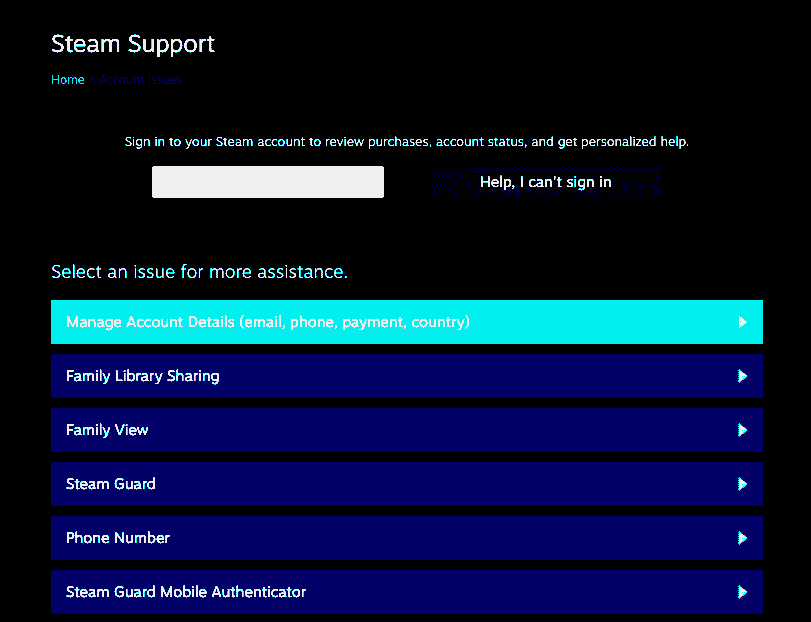 Steam Support
Home > Account Issues
Sign in to your Steam account to review purchases, account status, and get personalized help.
Help, I can't sign in
Select an issue for more assistance.
Manage Account Details (email, phone, payment, country)
Family Library Sharing
Family View
Steam Guard
Phone Number
Steam Guard Mobile Authenticator